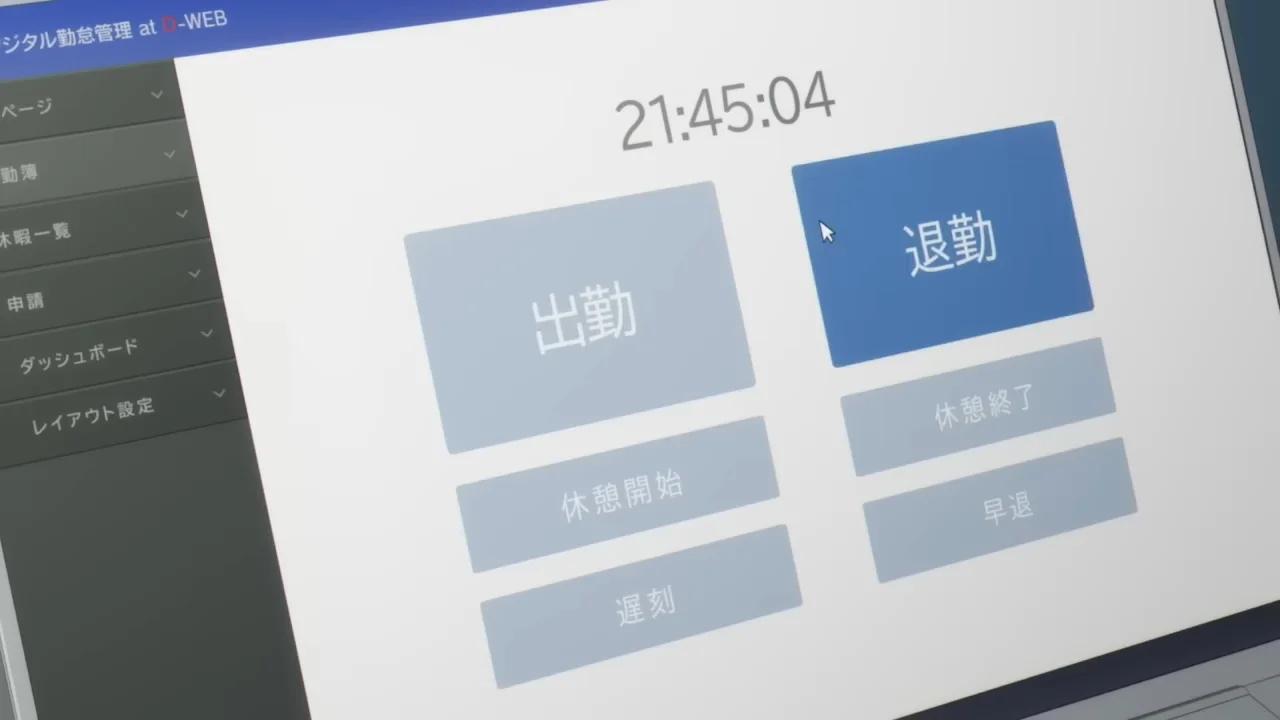 ジタル勤怠管理 at D-WEB
ページ
勤簿
休暇一覧
申請
ダッシュボード
レイアウト設定
21:45:04
出勤
退勤
休憩開始
休憩終了
遅刻
早退